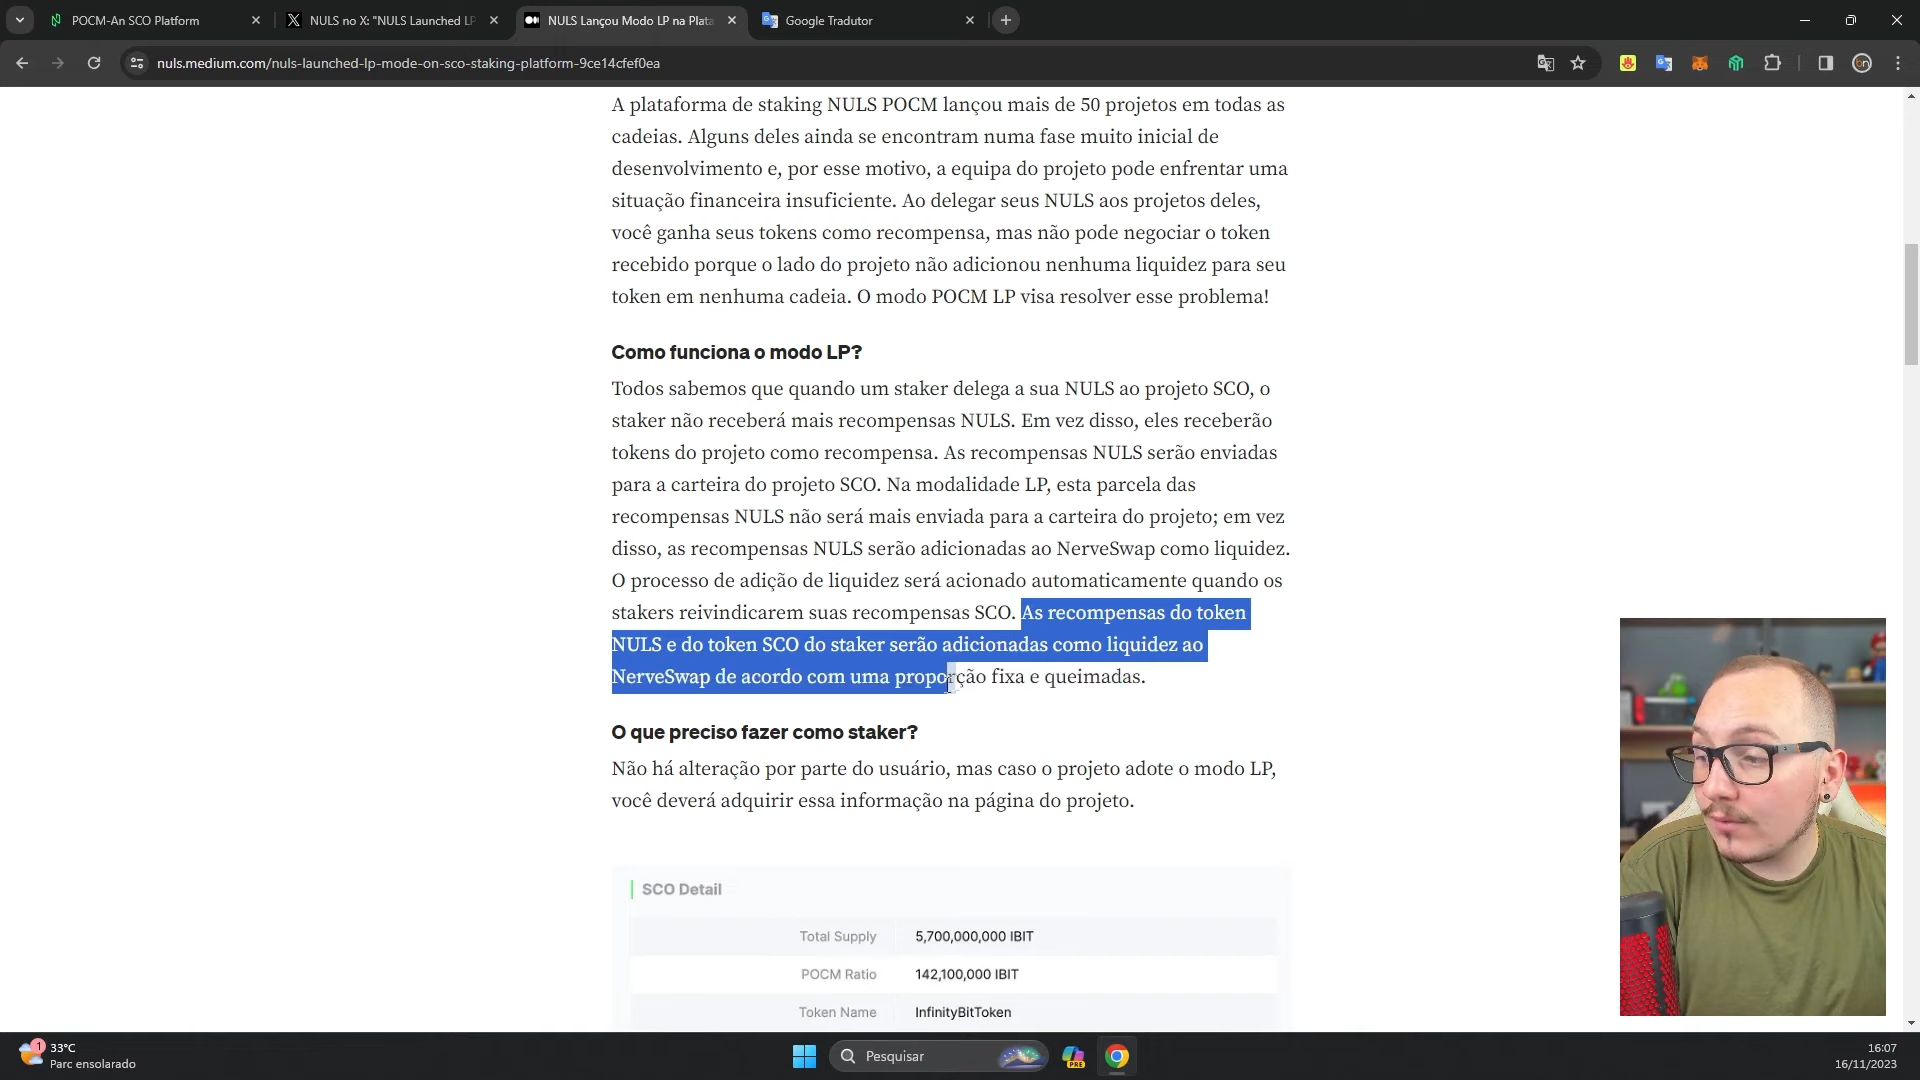 POCM-An SCO Platform
NULS no X: "NULS Launched LP
NULS Lançou Modo LP na Plata
Google Tradutor
nuls.medium.com/nuls-launched-lp-mode-on-sco-staking-platform-9ce14cfef0ea
A plataforma de staking NULS POCM lançou mais de 50 projetos em todas as
cadeias. Alguns deles ainda se encontram numa fase muito inicial de
desenvolvimento e, por esse motivo, a equipa do projeto pode enfrentar uma
situação financeira insuficiente. Ao delegar seus NULS aos projetos deles,
você ganha seus tokens como recompensa, mas não pode negociar o token
recebido porque o lado do projeto não adicionou nenhuma liquidez para seu
token em nenhuma cadeia. O modo POCM LP visa resolver esse problema!
Como funciona o modo LP?
Todos sabemos que quando um staker delega a sua NULS ao projeto SCO, o
staker não receberá mais recompensas NULS. Em vez disso, eles receberão
tokens do projeto como recompensa. As recompensas NULS serão enviadas
para a carteira do projeto SCO. Na modalidade LP, esta parcela das
recompensas NULS não será mais enviada para a carteira do projeto; em vez
disso, as recompensas NULS serão adicionadas ao NerveSwap como liquidez.
O processo de adição de liquidez será acionado automaticamente quando os
stakers reivindicarem suas recompensas SCO. As recompensas do token
NULS e do token SCO do staker serão adicionadas como liquidez ao
NerveSwap de acordo com uma proporção fixa e queimadas.
O que preciso fazer como staker?
Não há alteração por parte do usuário, mas caso o projeto adote o modo LP,
você deverá adquirir essa informação na página do projeto.
SCO Detail
Total Supply 5,700,000,000 IBIT
POCM Ratio 142,100,000 IBIT
Token Name InfinityBitToken
1
33°C
Parc ensolarado
Pesquisar
PRE
16:07
16/11/2023